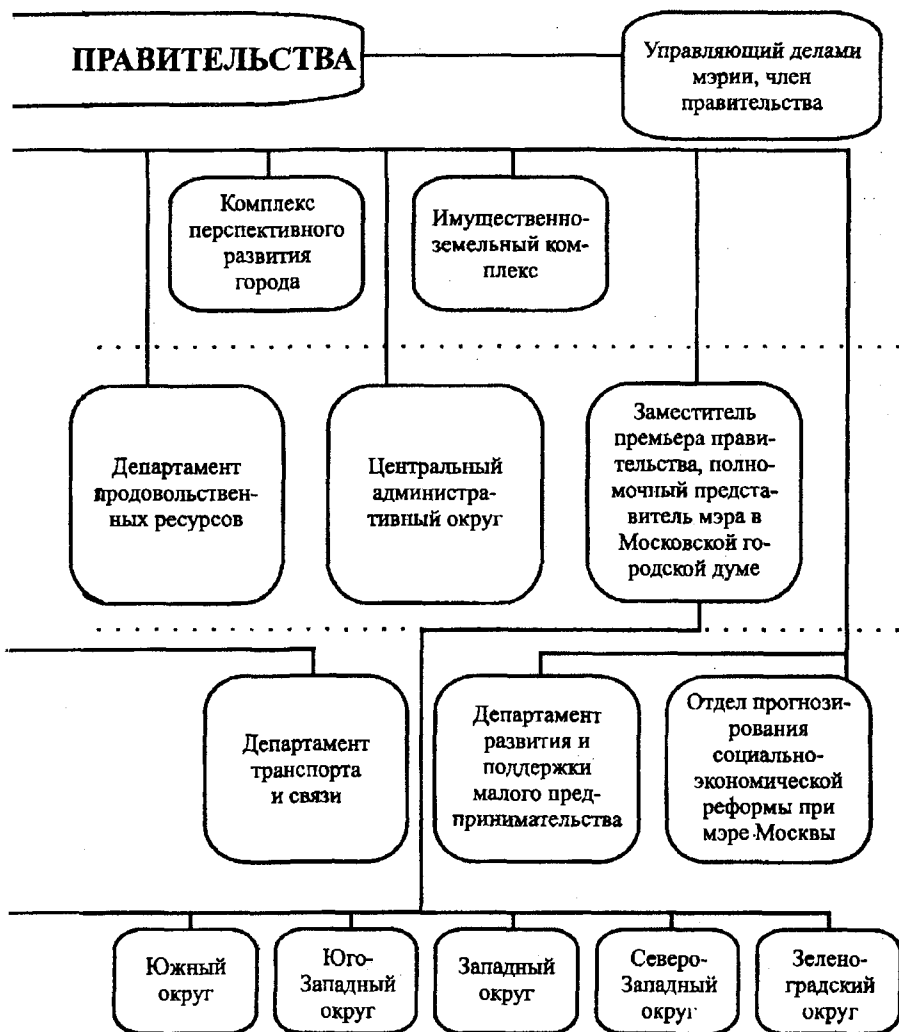 ПРАВИТЕЛЬСТВА
Управляющий делами
мэрии, член
правительства
Комплекс
перспективного
развития
города
Имущественно-
земельный ком-
плекс
Департамент
продовольствен-
ных ресурсов
Центральный
администра-
тивный округ
Заместитель
премьера прави-
тельства, полно-
мочный предста-
витель мэра в
Московской го-
родской думе
Департамент
транспорта
и связи
Департамент
развития и
поддержки
малого пред-
принимательства
Отдел прогнози-
рования
социально-
экономической
реформы при
мэре Москвы
Южный
округ
Юго-
Западный
округ
Западный
округ
Северо-
Западный
округ
Зелено-
градский
округ